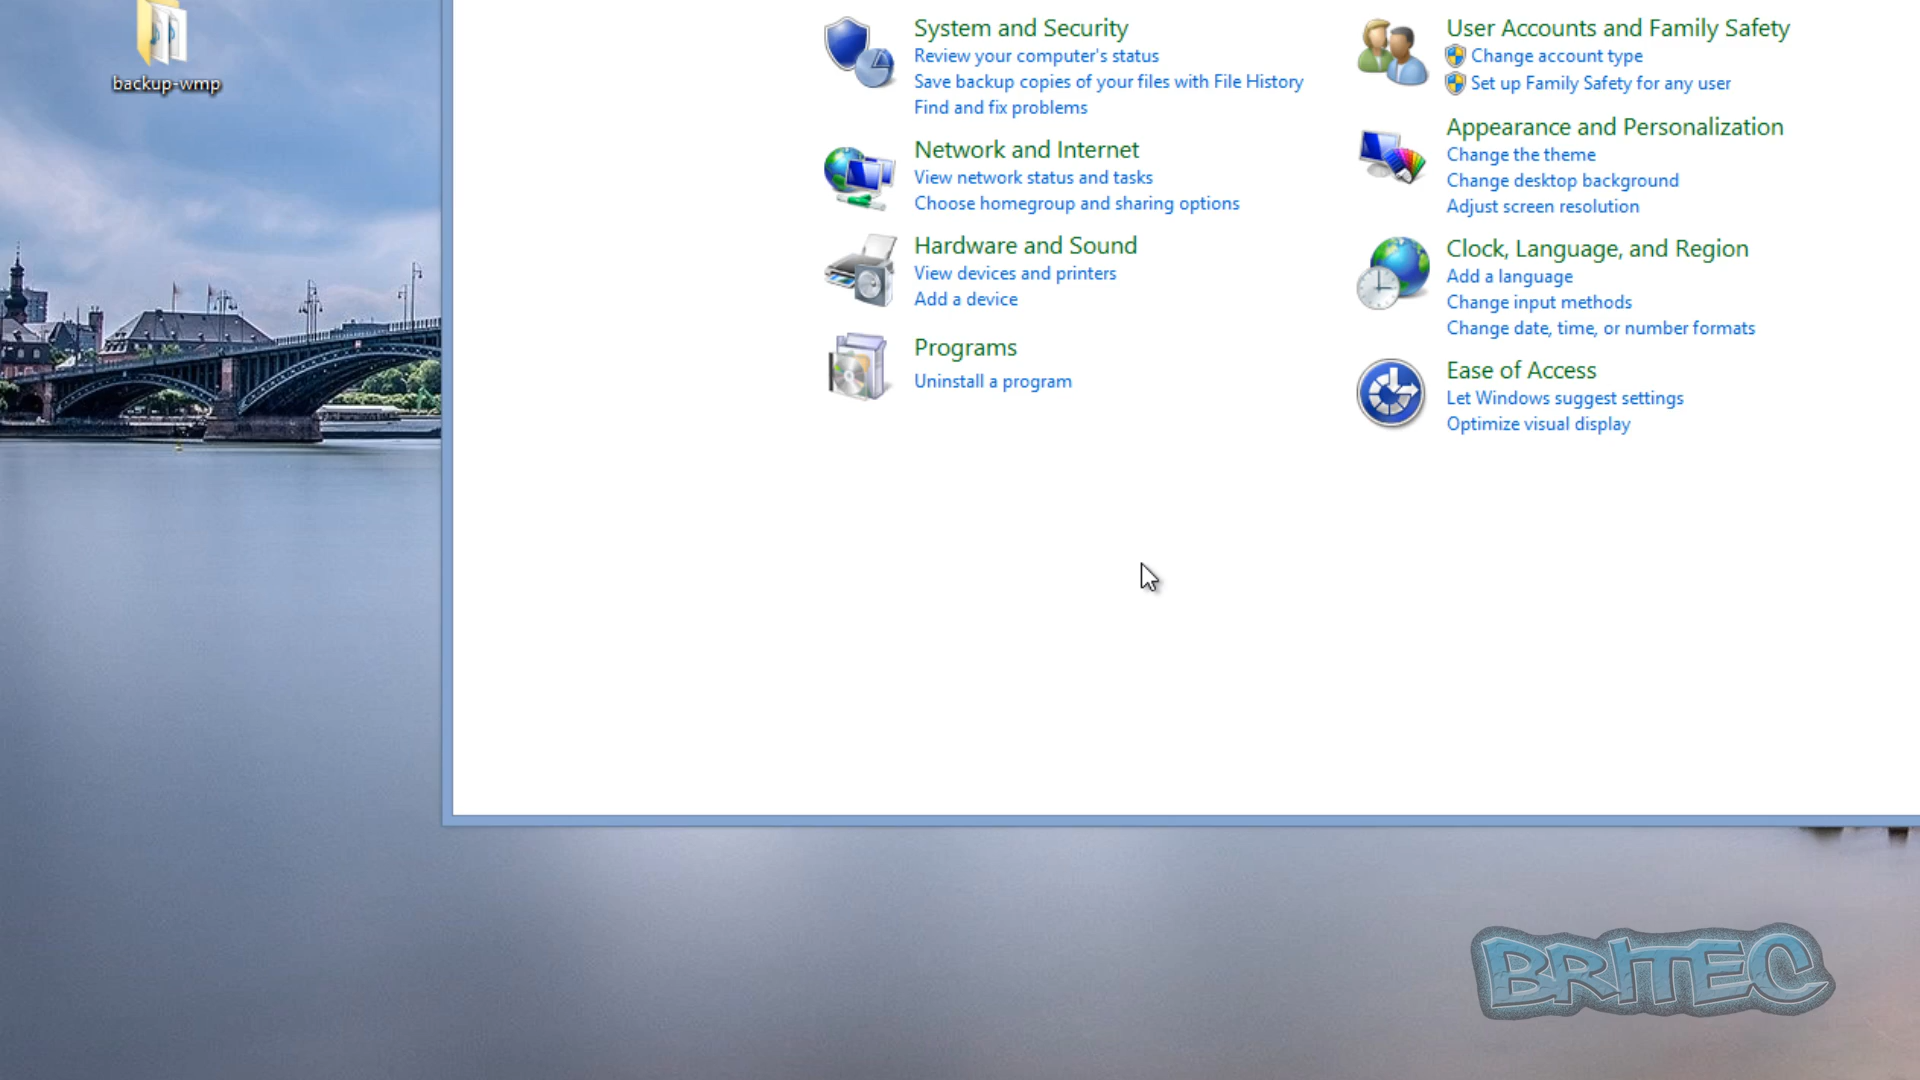 backup-wmp
System and Security
Review your computer's status
Save backup copies of your files with File History
Find and fix problems
Network and Internet
View network status and tasks
Choose homegroup and sharing options
Hardware and Sound
View devices and printers
Add a device
Programs
Uninstall a program
User Accounts and Family Safety
Change account type
Set up Family Safety for any user
Appearance and Personalization
Change the theme
Change desktop background
Adjust screen resolution
Clock, Language, and Region
Add a language
Change input methods
Change date, time, or number formats
Ease of Access
Let Windows suggest settings
Optimize visual display
BRITEC